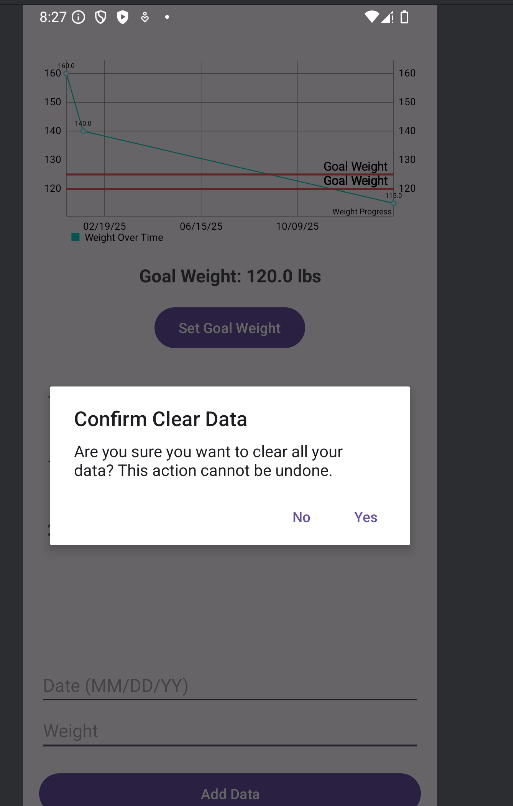 8:27
160.0
160 160
150 150
140.0
140 140
130 130
Goal Weight
Goal Weight
120 120
115.0
Weight Progress
02/19/25 06/15/25 10/09/25
Weight Over Time
Goal Weight: 120.0 lbs
Set Goal Weight
Confirm Clear Data
Are you sure you want to clear all your
data? This action cannot be undone.
No Yes
Date (MM/DD/YY)
Weight
Add Data